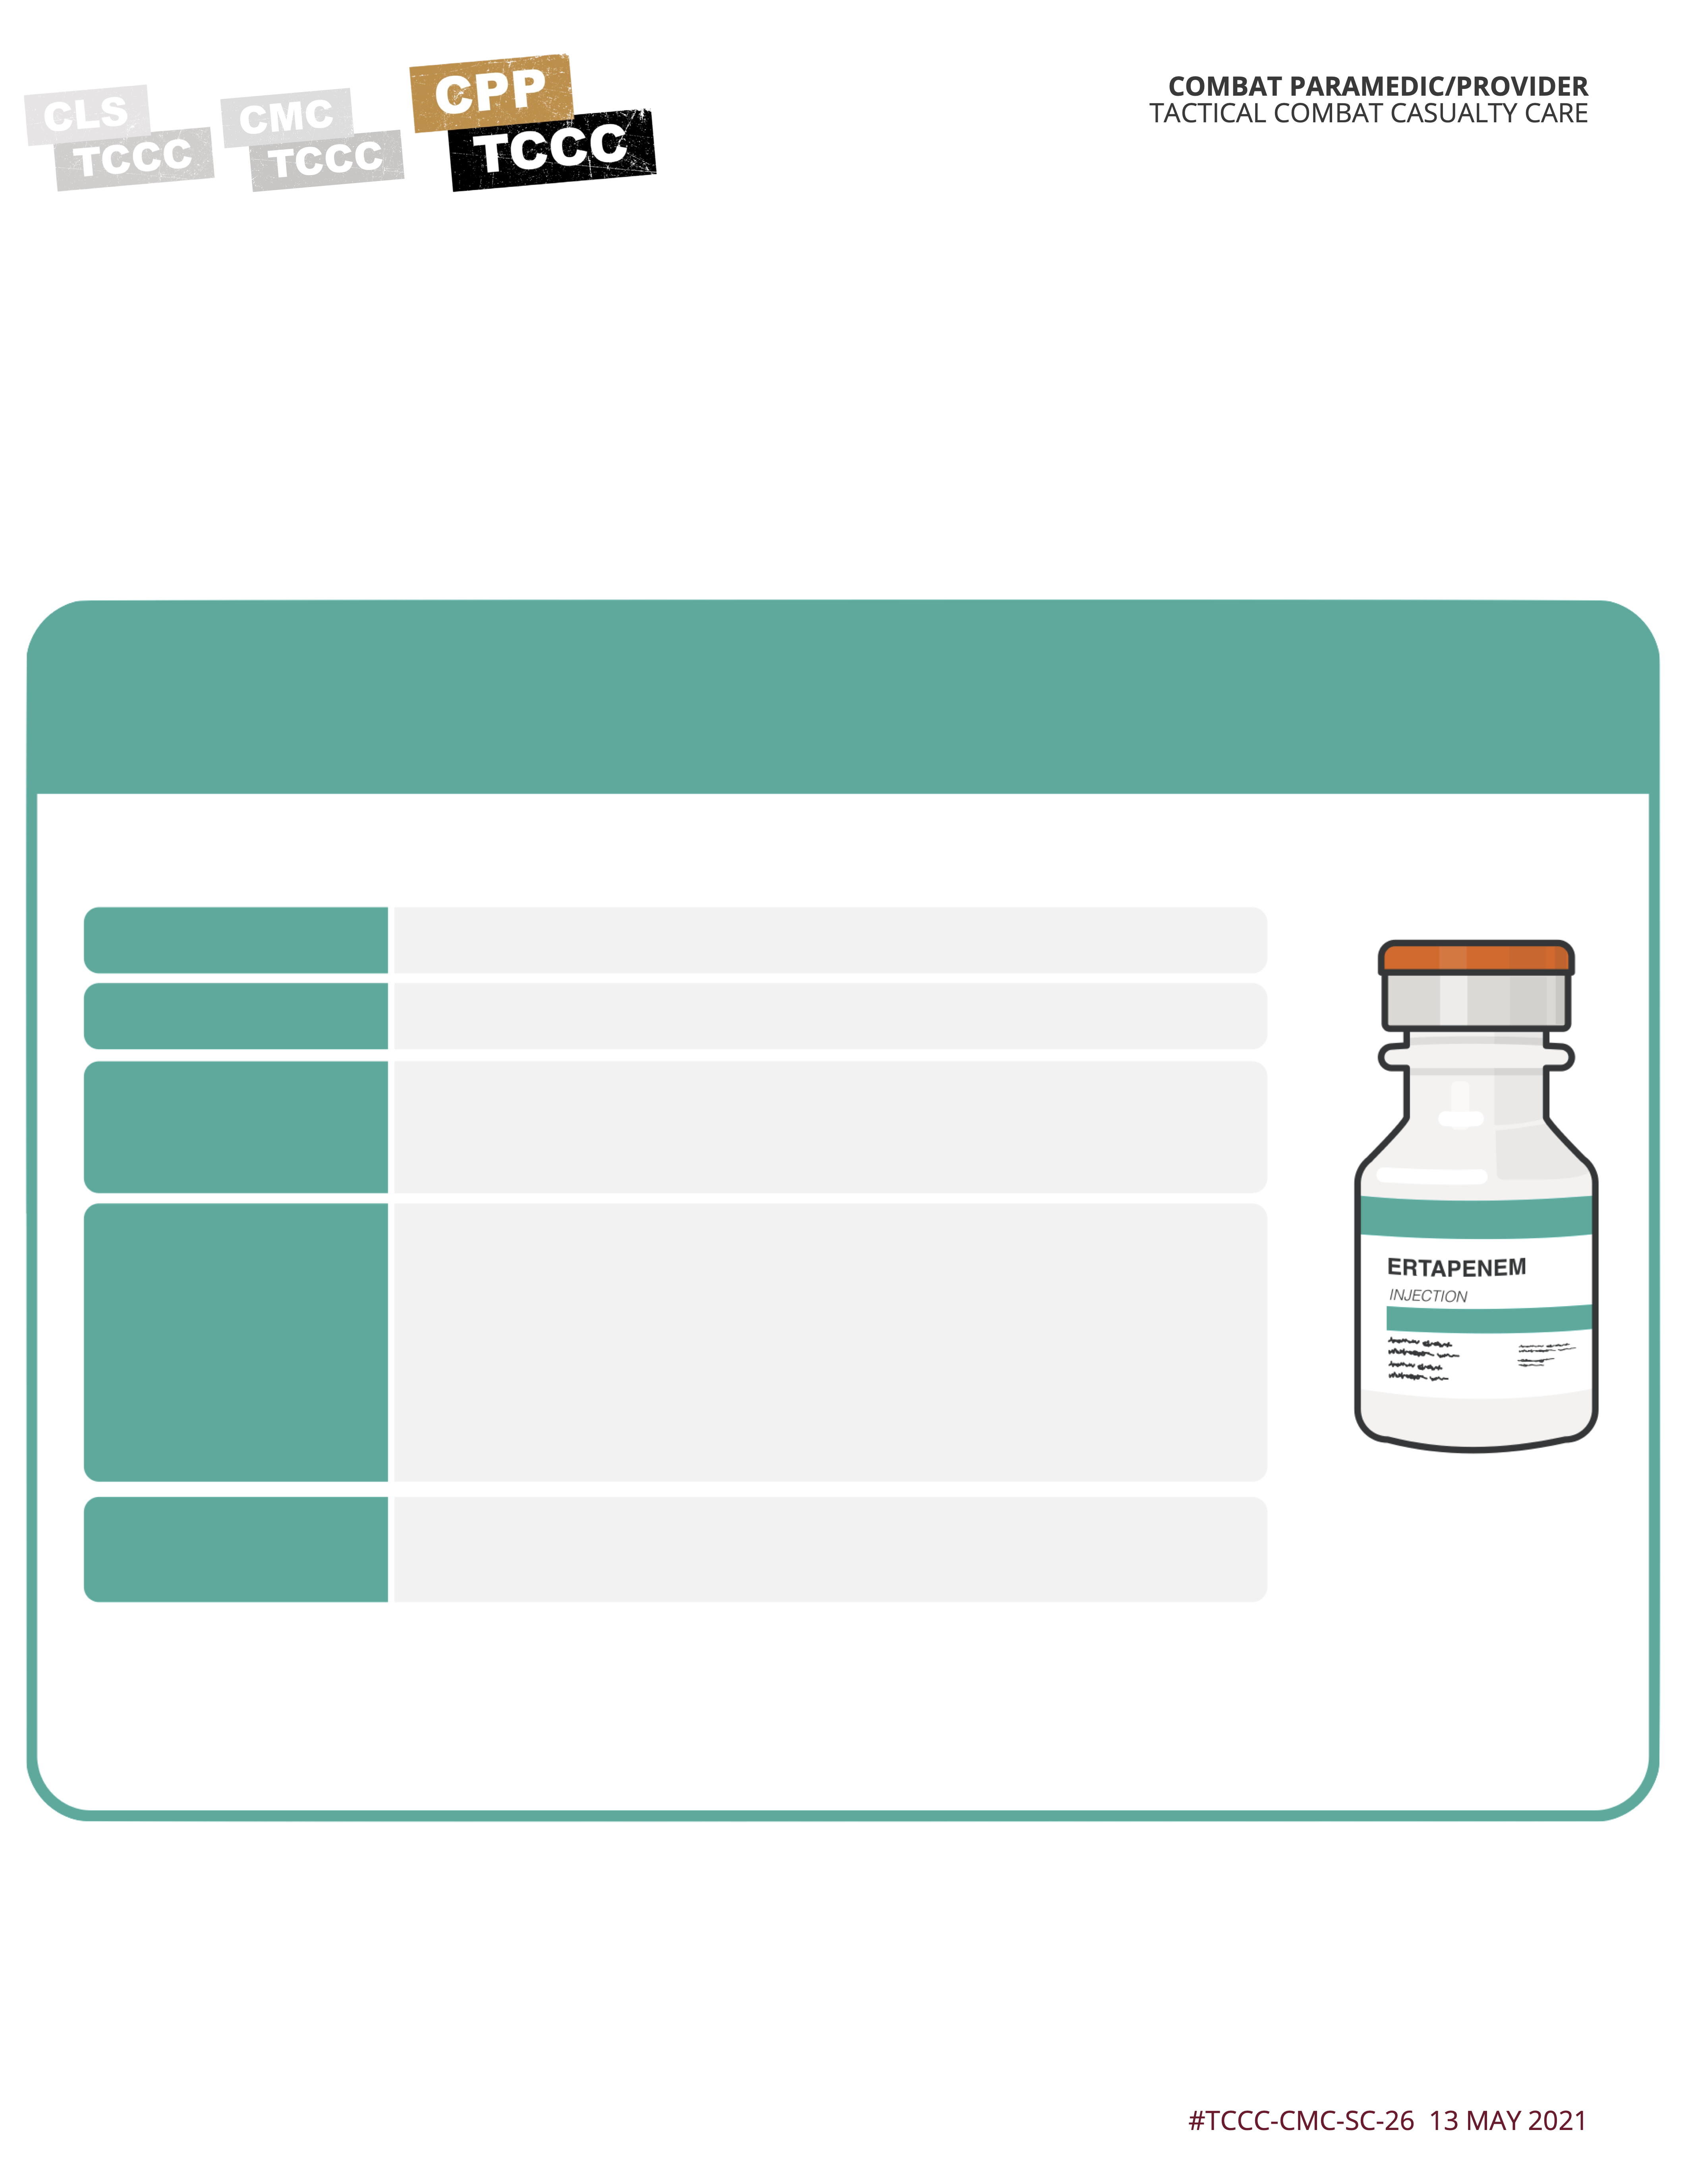 CLS
TCCC
CMC
TCCC
CPP
TCCC
COMBAT PARAMEDIC/PROVIDER
TACTICAL COMBAT CASUALTY CARE
ERTAPENEM
INJECTION
#TCCC-CMC-SC-26 13 MAY 2021